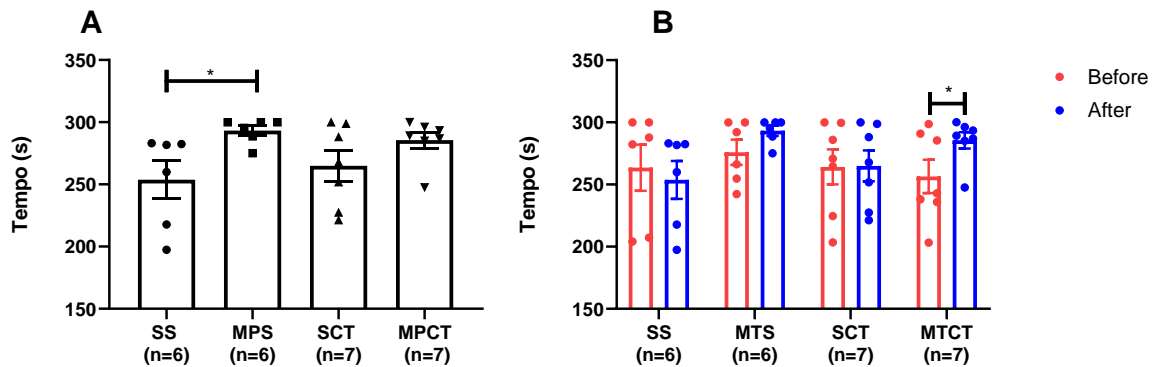 A
Tempo (s)
350
300
250
200
150
*
SS MPS SCT MPCT
(n=6) (n=6) (n=7) (n=7)
B
Tempo (s)
350
300
250
200
150
*
SS MTS SCT MTCT
(n=6) (n=6) (n=7) (n=7)
Before
After